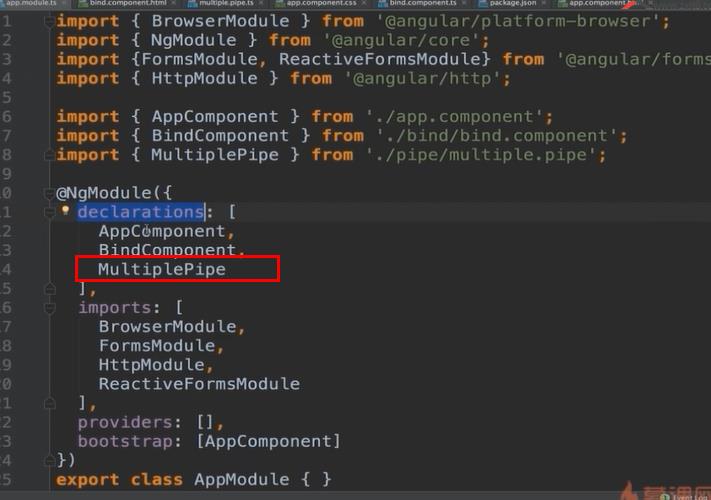 app.module.ts bind.component.html multiple.pipe.ts app.component.css bind.component.ts package.json
import { BrowserModule } from '@angular/platform-browser';
2 import { NgModule } from '@angular/core';
3 import {FormsModule, ReactiveFormsModule} from '@angular/forms
4 import { HttpModule } from '@angular/http';
5
6 import { AppComponent } from './app.component';
7 import { BindComponent } from './bind/bind.component';
8 import { MultiplePipe } from './pipe/multiple.pipe';
9
10 @NgModule({
11 declarations: [
12 AppComponent,
13 BindComponent,
14 MultiplePipe
15 ],
16 imports: [
17 BrowserModule,
18 FormsModule,
19 HttpModule,
20 ReactiveFormsModule
21 ],
22 providers: [],
23 bootstrap: [AppComponent]
24 })
25 export class AppModule { }
慕课网
Event Log